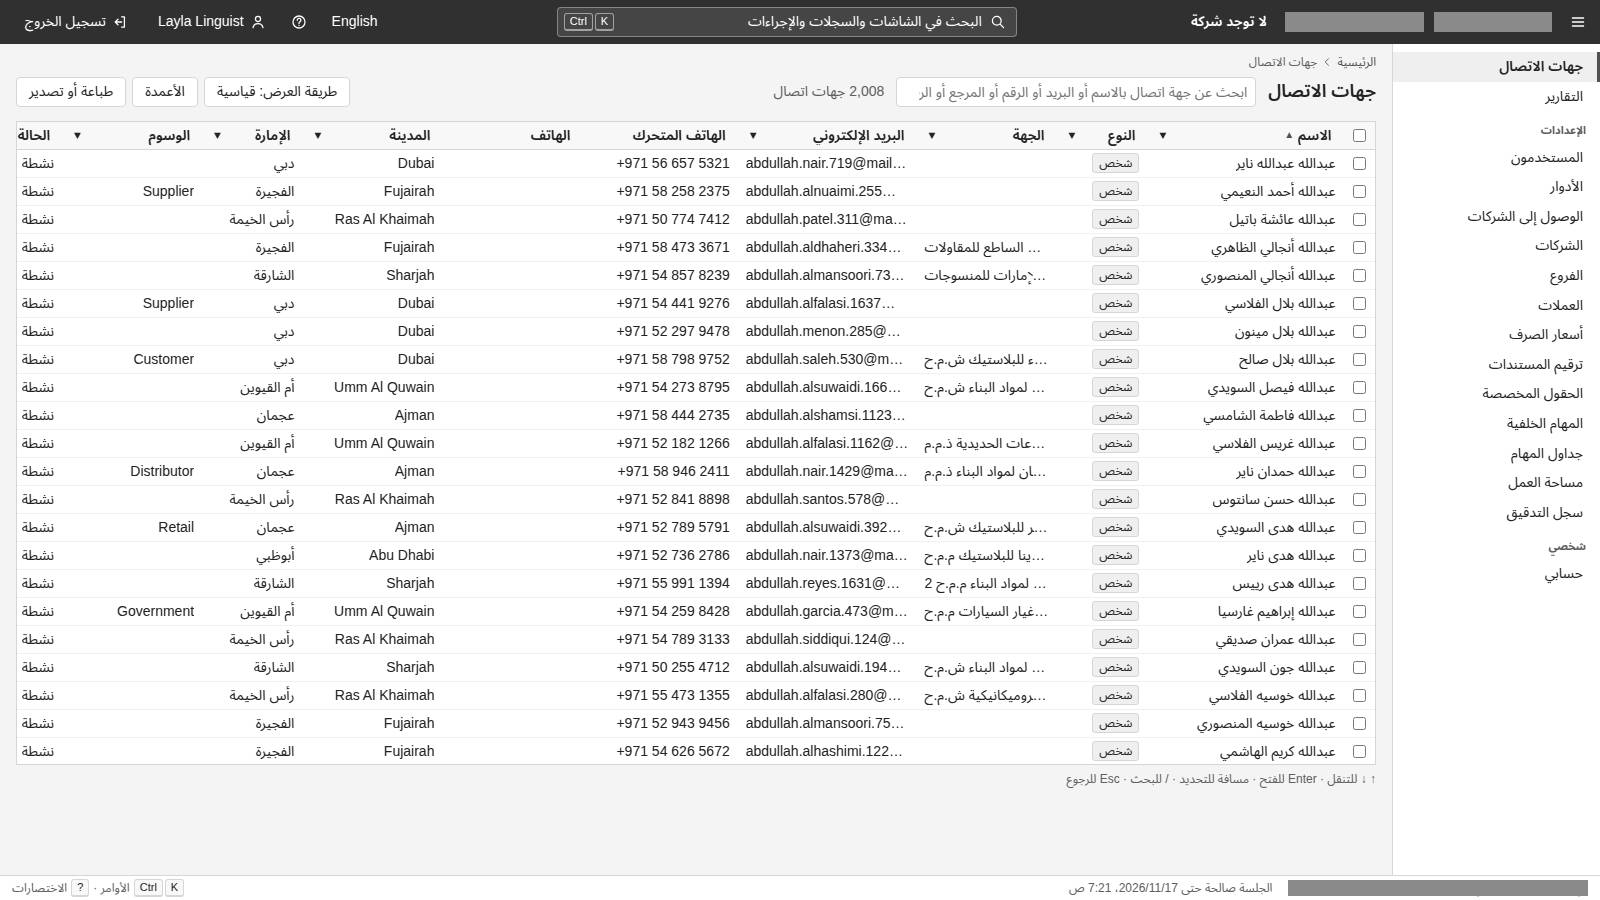 لا توجد شركة
البحث في الشاشات والسجلات والإجراءات
Ctrl K
English
Layla Linguist
تسجيل الخروج
جهات الاتصال
التقارير
الإعدادات
المستخدمون
الأدوار
الوصول إلى الشركات
الشركات
الفروع
العملات
أسعار الصرف
ترقيم المستندات
الحقول المخصصة
المهام الخلفية
جداول المهام
مساحة العمل
سجل التدقيق
شخصي
حسابي
الرئيسية > جهات الاتصال
جهات الاتصال
ابحث عن جهة اتصال بالاسم أو البريد أو الرقم أو المرجع أو الر
2,008 جهات اتصال
طريقة العرض: قياسية
الأعمدة
طباعة أو تصدير
الاسم ▲ ▼ النوع ▼ الجهة ▼ البريد الإلكتروني ▼ الهاتف المتحرك الهاتف المدينة ▼ الإمارة ▼ الوسوم ▼ الحالة
عبدالله عبدالله ناير شخص abdullah.nair.719@mail… +971 56 657 5321 Dubai دبي نشطة
عبدالله أحمد النعيمي شخص abdullah.alnuaimi.255… +971 58 258 2375 Fujairah الفجيرة Supplier نشطة
عبدالله عائشة باتيل شخص abdullah.patel.311@ma… +971 50 774 7412 Ras Al Khaimah رأس الخيمة نشطة
عبدالله أنجالي الظاهري شخص … الساطع للمقاولات abdullah.aldhaheri.334… +971 58 473 3671 Fujairah الفجيرة نشطة
عبدالله أنجالي المنصوري شخص …لإمارات للمنسوجات abdullah.almansoori.73… +971 54 857 8239 Sharjah الشارقة نشطة
عبدالله بلال الفلاسي شخص abdullah.alfalasi.1637… +971 54 441 9276 Dubai دبي Supplier نشطة
عبدالله بلال مينون شخص abdullah.menon.285@… +971 52 297 9478 Dubai دبي نشطة
عبدالله بلال صالح شخص …ء للبلاستيك ش.م.ح abdullah.saleh.530@m… +971 58 798 9752 Dubai دبي Customer نشطة
عبدالله فيصل السويدي شخص … لمواد البناء ش.م.ح abdullah.alsuwaidi.166… +971 54 273 8795 Umm Al Quwain أم القيوين نشطة
عبدالله فاطمة الشامسي شخص abdullah.alshamsi.1123… +971 58 444 2735 Ajman عجمان نشطة
عبدالله غريس الفلاسي شخص …عات الحديدية ذ.م.م abdullah.alfalasi.1162@… +971 52 182 1266 Umm Al Quwain أم القيوين نشطة
عبدالله حمدان ناير شخص …ان لمواد البناء ذ.م.م abdullah.nair.1429@ma… +971 58 946 2411 Ajman عجمان Distributor نشطة
عبدالله حسن سانتوس شخص abdullah.santos.578@… +971 52 841 8898 Ras Al Khaimah رأس الخيمة نشطة
عبدالله هدى السويدي شخص …ر للبلاستيك ش.م.ح abdullah.alsuwaidi.392… +971 52 789 5791 Ajman عجمان Retail نشطة
عبدالله هدى ناير شخص …ينا للبلاستيك م.م.ح abdullah.nair.1373@ma… +971 52 736 2786 Abu Dhabi أبوظبي نشطة
عبدالله هدى رييس شخص … لمواد البناء م.م.ح 2 abdullah.reyes.1631@… +971 55 991 1394 Sharjah الشارقة نشطة
عبدالله إبراهيم غارسيا شخص …غيار السيارات م.م.ح abdullah.garcia.473@m… +971 54 259 8428 Umm Al Quwain أم القيوين Government نشطة
عبدالله عمران صديقي شخص abdullah.siddiqui.124@… +971 54 789 3133 Ras Al Khaimah رأس الخيمة نشطة
عبدالله جون السويدي شخص … لمواد البناء ش.م.ح abdullah.alsuwaidi.194… +971 50 255 4712 Sharjah الشارقة نشطة
عبدالله خوسيه الفلاسي شخص …روميكانيكية ش.م.ح abdullah.alfalasi.280@… +971 55 473 1355 Ras Al Khaimah رأس الخيمة نشطة
عبدالله خوسيه المنصوري شخص abdullah.almansoori.75… +971 52 943 9456 Fujairah الفجيرة نشطة
عبدالله كريم الهاشمي شخص abdullah.alhashimi.122… +971 54 626 5672 Fujairah الفجيرة نشطة
↑ ↓ للتنقل · Enter للفتح · مسافة للتحديد · / للبحث · Esc للرجوع
الجلسة صالحة حتى 2026/11/17، 7:21 ص
Ctrl K الأوامر · ? الاختصارات